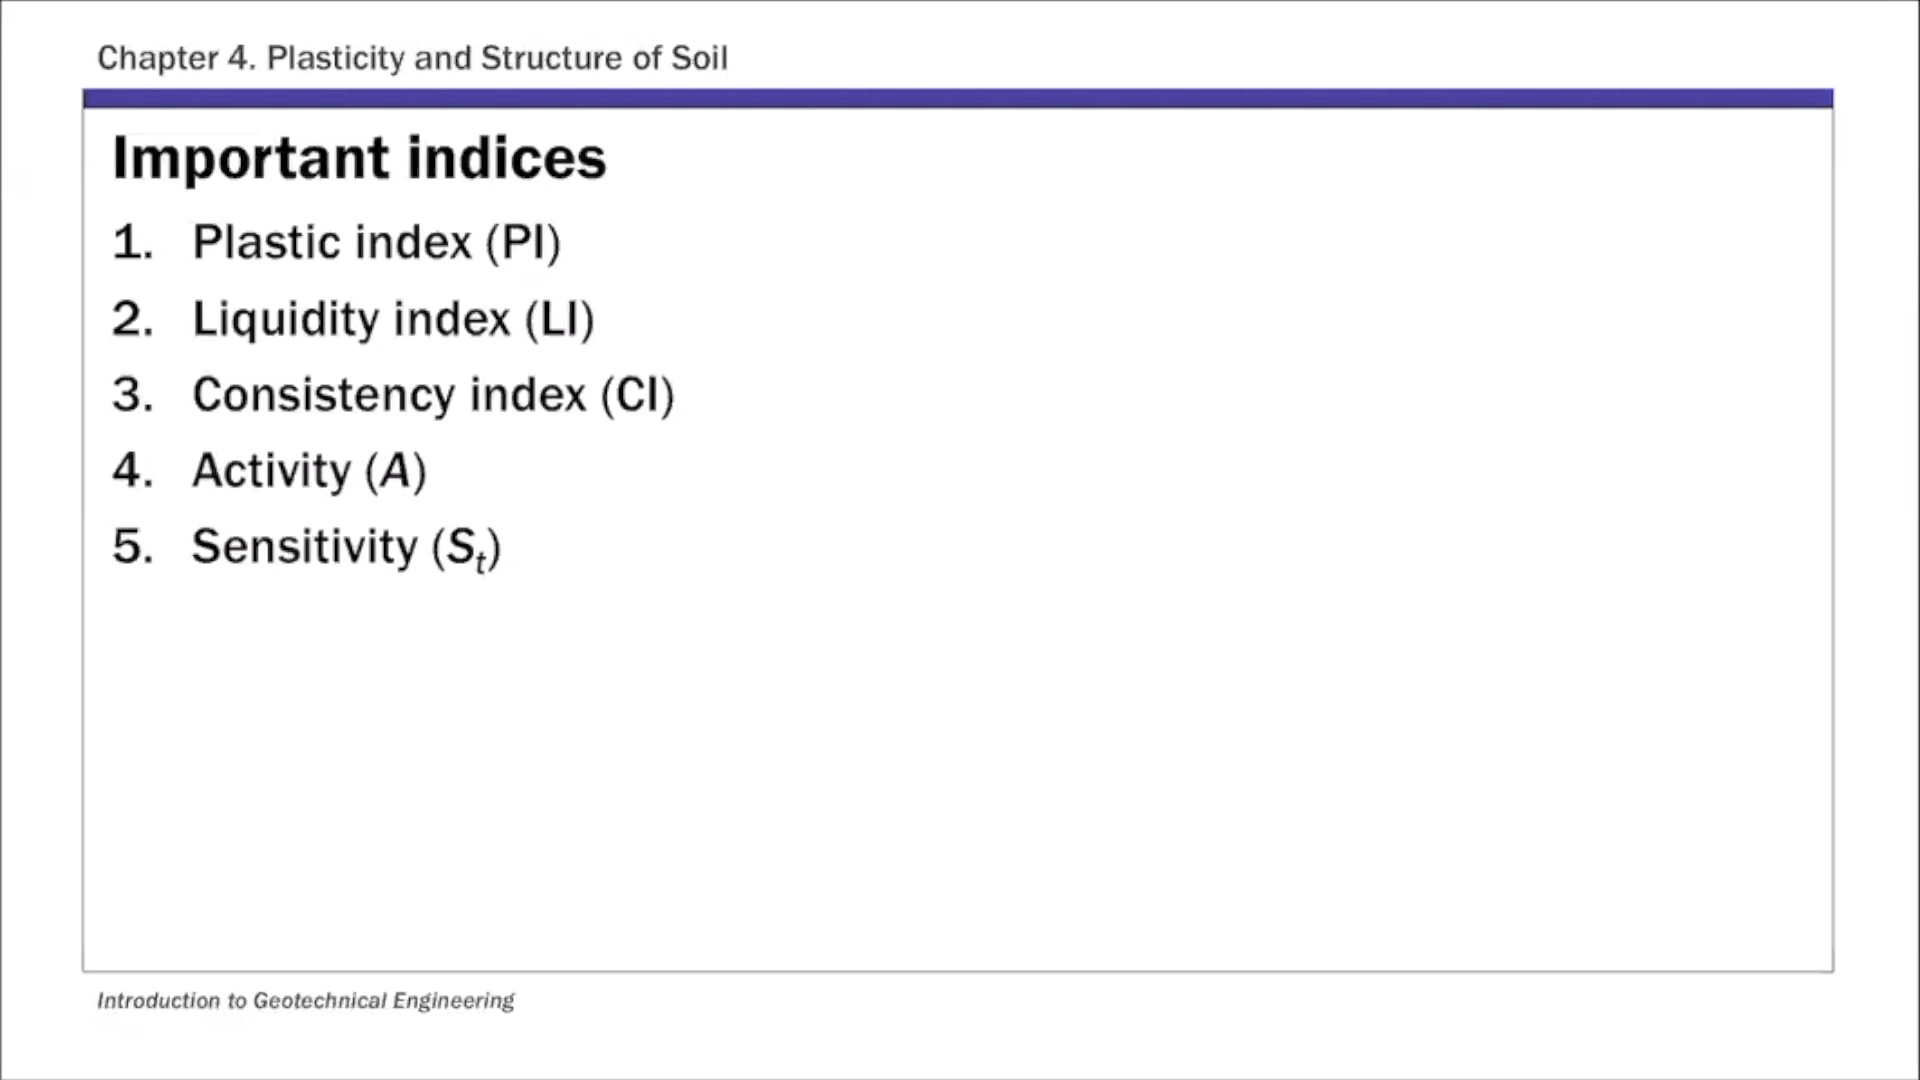 Chapter 4. Plasticity and Structure of Soil
Important indices
1. Plastic index (PI)
2. Liquidity index (LI)
3. Consistency index (CI)
4. Activity (A)
5. Sensitivity (St)
Introduction to Geotechnical Engineering